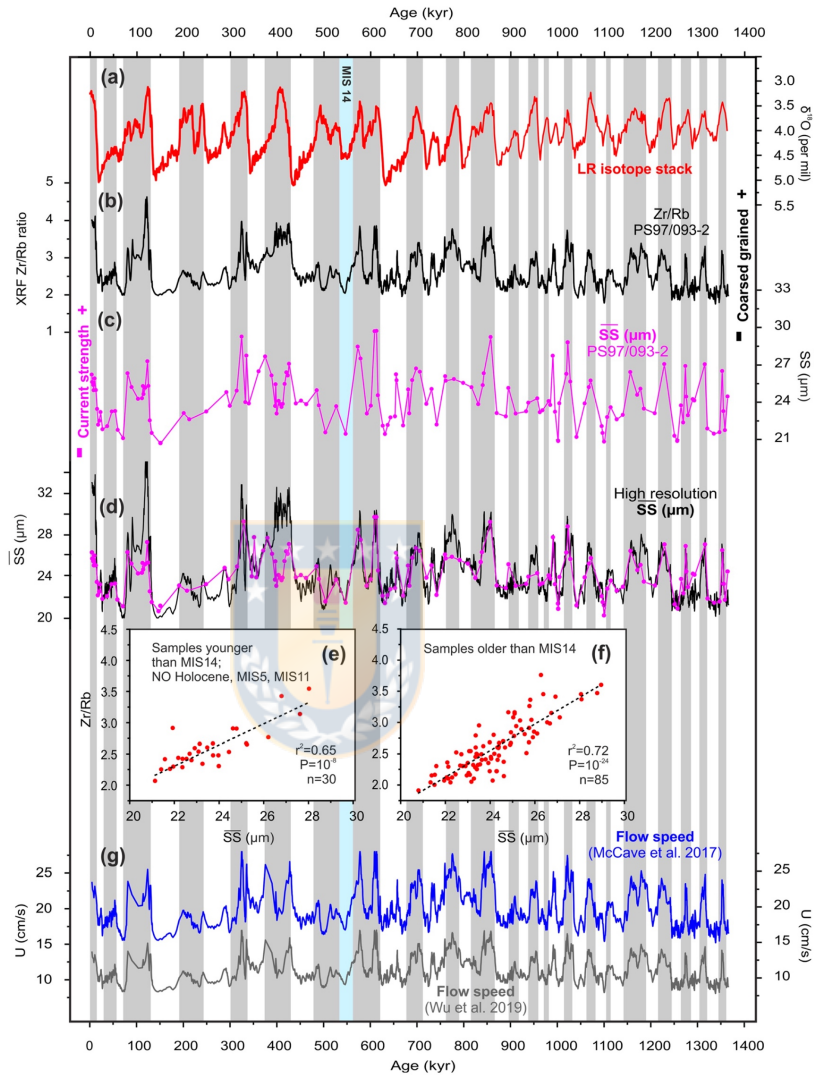 Age (kyr)
0 100 200 300 400 500 600 700 800 900 1000 1100 1200 1300 1400
(a)
MIS 14
3.0
3.5
4.0
4.5
5.0
5.5
δ¹⁸O (per mil)
LR isotope stack
5
4
3
2
1
XRF Zr/Rb ratio
(b)
Zr/Rb
PS97/093-2
Coarsed grained +
(c)
SS (µm)
PS97/093-2
Current strength +
33
30
27
24
21
SS (µm)
(d)
High resolution
SS (µm)
32
28
24
20
SS (µm)
4.5
4.0
3.5
3.0
2.5
2.0
Zr/Rb
Samples younger
than MIS14;
NO Holocene, MIS5, MIS11
(e)
r²=0.65
P=10⁻⁸
n=30
20 22 24 26 28 30
SS (µm)
4.5
4.0
3.5
3.0
2.5
2.0
Samples older than MIS14
(f)
r²=0.72
P=10⁻²⁴
n=85
20 22 24 26 28 30
SS (µm)
(g)
Flow speed
(McCave et al. 2017)
25
20
15
10
U (cm/s)
25
20
15
10
U (cm/s)
Flow speed
(Wu et al. 2019)
0 100 200 300 400 500 600 700 800 900 1000 1100 1200 1300 1400
Age (kyr)